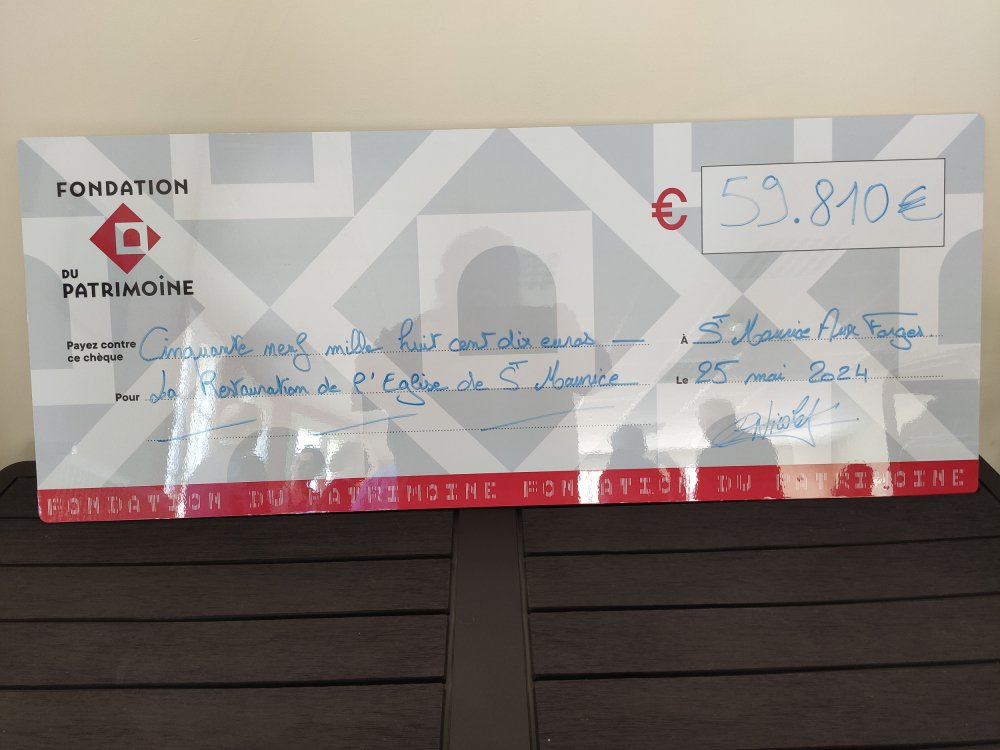 FONDATION
DU
PATRIMOINE
€ 59.810€
Payez contre
ce chèque
Cinquante neuf mille huit cent dix euros
À St Maurice Aux Forges
Pour La Restauration de l'Eglise de St Maurice
Le 25 mai 2024
FONDATION DU PATRIMOINE FONDATION DU PATRIMOINE